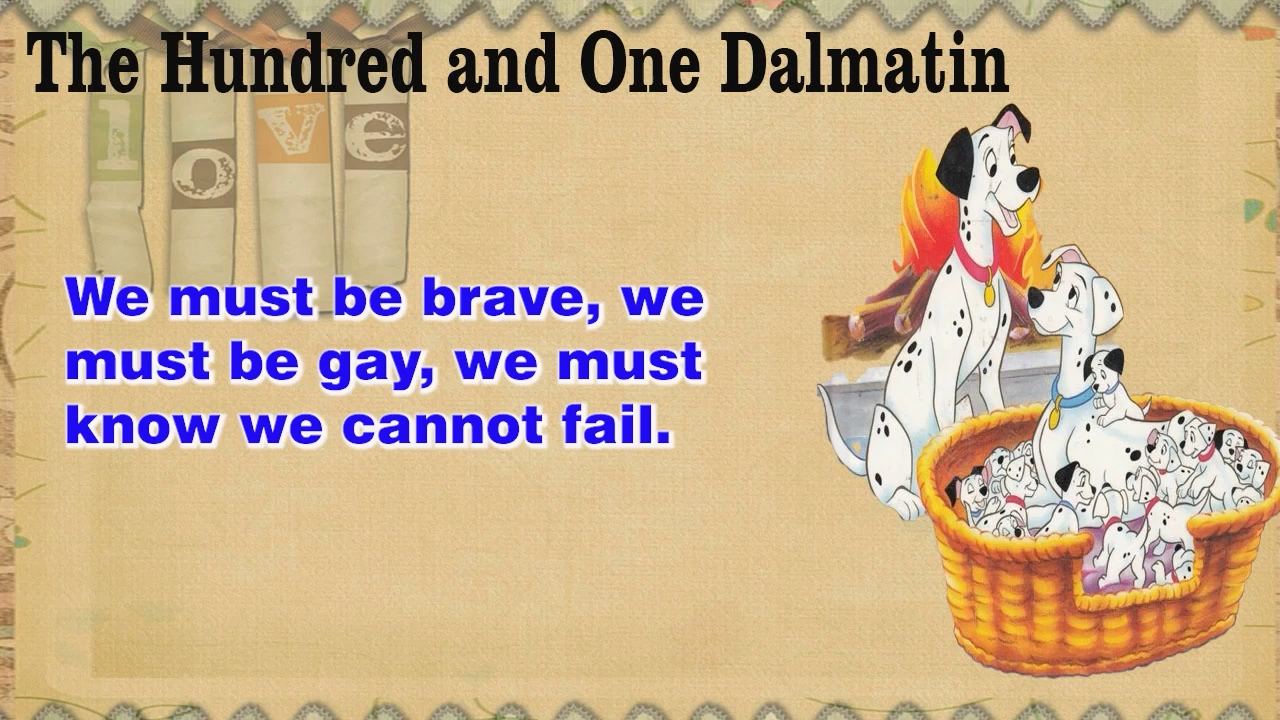 The Hundred and One Dalmatin
love
We must be brave, we
must be gay, we must
know we cannot fail.